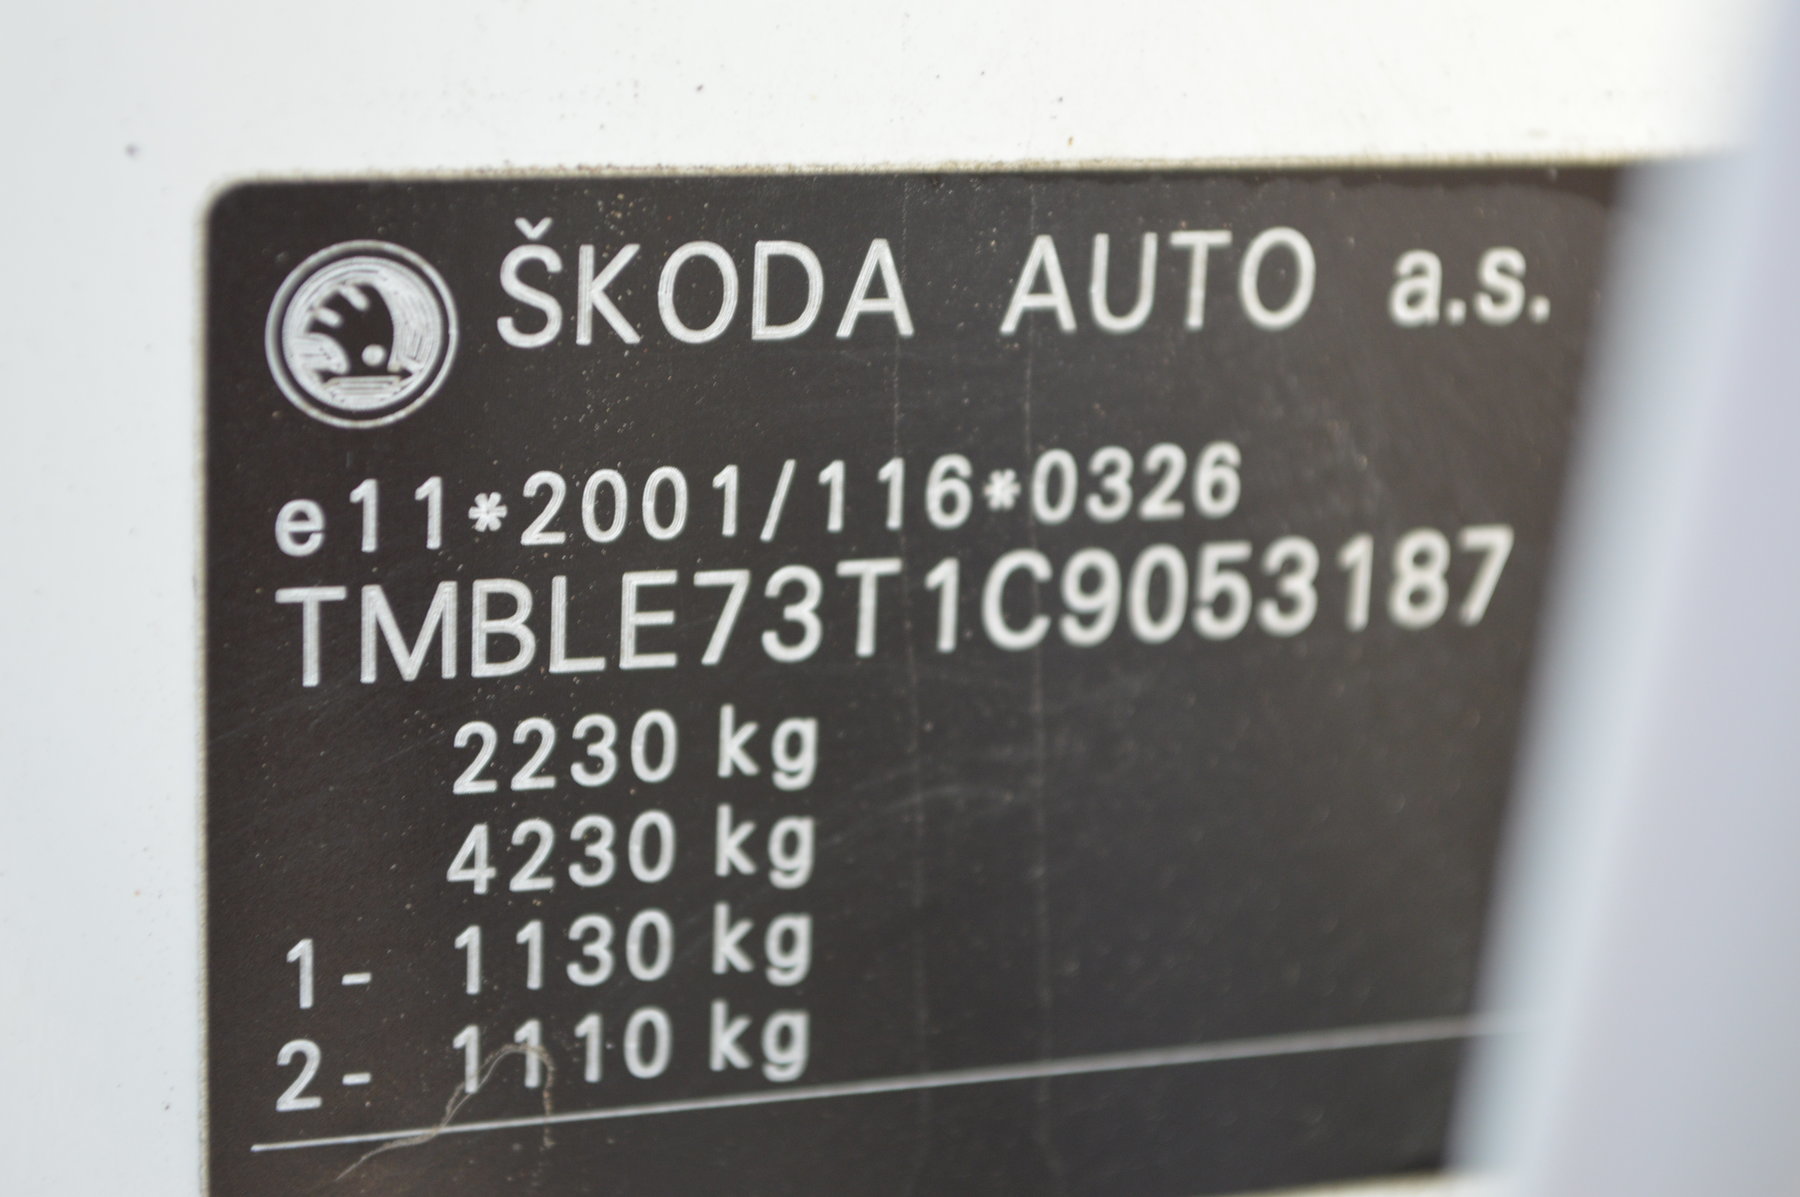 ŠKODA AUTO a.s.
e11*2001/116*0326
TMBLE73T1C9053187
2230 kg
4230 kg
1- 1130 kg
2- 1110 kg